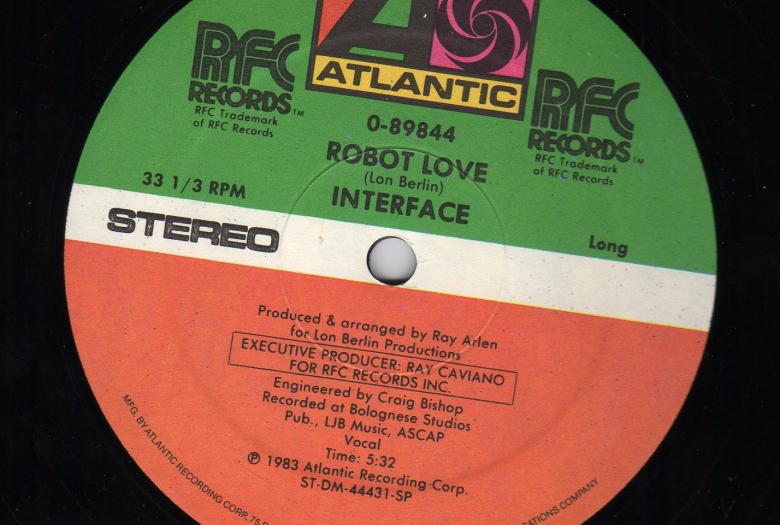 RFC
RECORDS™
RFC Trademark
of RFC Records
ATLANTIC
RFC
RECORDS™
RFC Trademark
of RFC Records
0-89844
ROBOT LOVE
(Lon Berlin)
INTERFACE
33 1/3 RPM
STEREO
Long
Produced & arranged by Ray Arlen
for Lon Berlin Productions
EXECUTIVE PRODUCER: RAY CAVIANO
FOR RFC RECORDS INC.
Engineered by Craig Bishop
Recorded at Bolognese Studios
Pub., LJB Music, ASCAP
Vocal
Time: 5:32
℗ 1983 Atlantic Recording Corp.
ST-DM-44431-SP
MFG. BY ATLANTIC RECORDING CORP. 75
CATIONS COMPANY